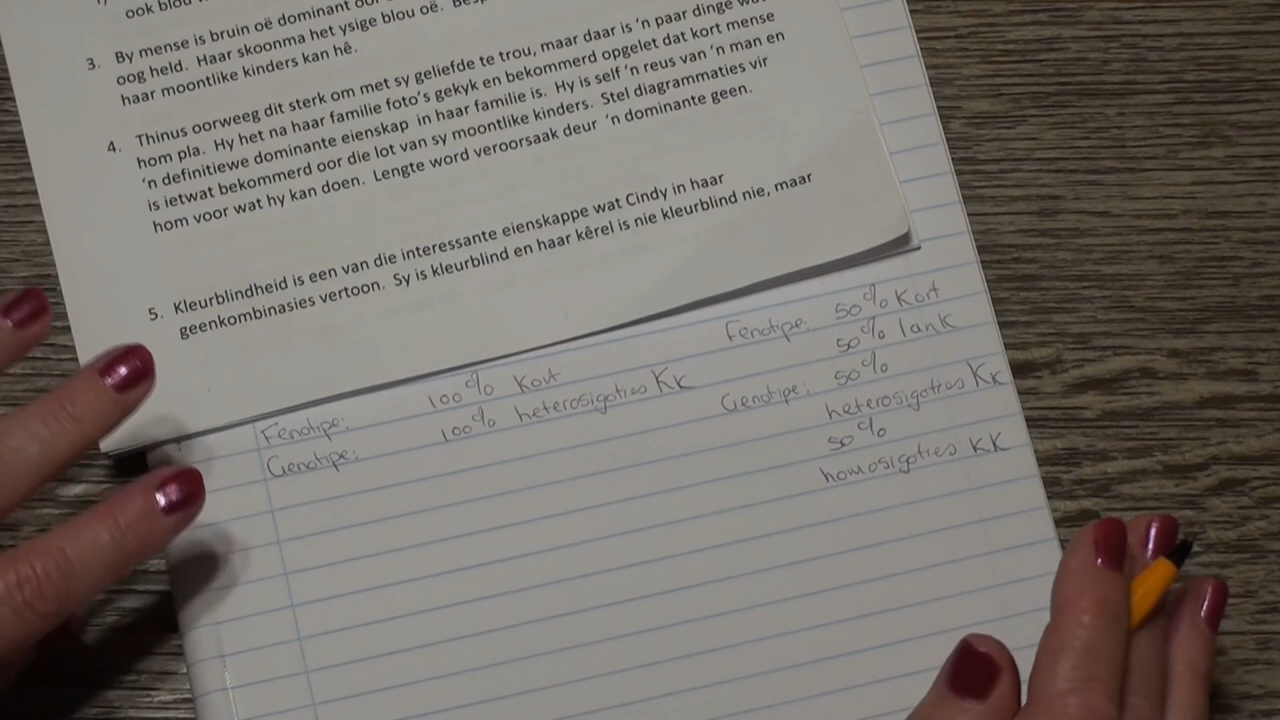 ook blou
3. By mense is bruin oë dominant
oog held. Haar skoonma het ysige blou oë.
haar moontlike kinders kan hê.
4. Thinus oorweeg dit sterk om met sy geliefde te trou, maar daar is 'n paar dinge
hom pla. Hy het na haar familie foto's gekyk en bekommerd opgelet dat kort mense
'n definitiewe dominante eienskap in haar familie is. Hy is self 'n reus van 'n man en
is ietwat bekommerd oor die lot van sy moontlike kinders. Stel diagrammaties vir
hom voor wat hy kan doen. Lengte word veroorsaak deur 'n dominante geen.
5. Kleurblindheid is een van die interessante eienskappe wat Cindy in haar
geenkombinasies vertoon. Sy is kleurblind en haar kêrel is nie kleurblind nie, maar
Fenotipe: 100% Kort
Genotipe: 100% heterosigoties Kk
Fenotipe: 50% Kort
50% lank
Genotipe: 50%
heterosigoties Kk
50%
homosigoties kk